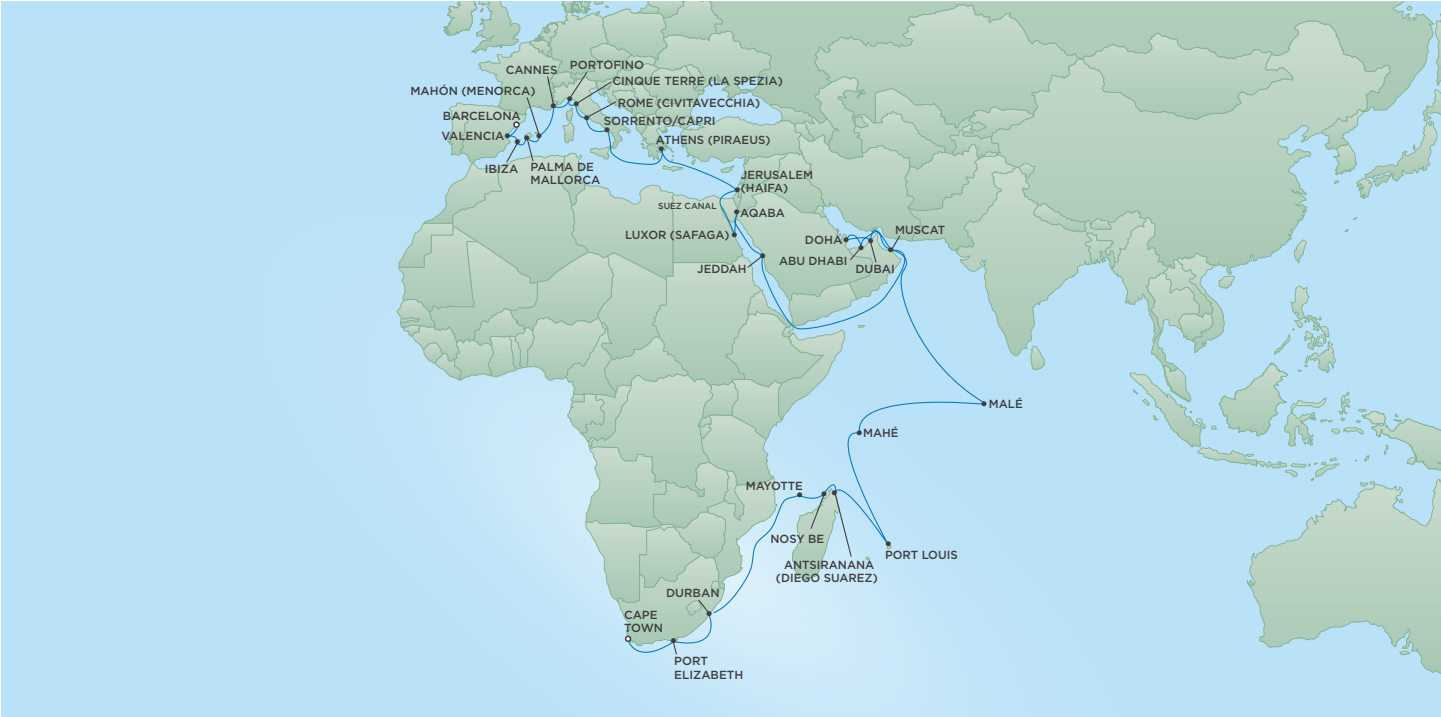 PORTOFINO
CANNES
CINQUE TERRE (LA SPEZIA)
MAHÓN (MENORCA)
ROME (CIVITAVECCHIA)
BARCELONA
SORRENTO/CAPRI
VALENCIA
ATHENS (PIRAEUS)
IBIZA
PALMA DE
MALLORCA
JERUSALEM
(HAIFA)
SUEZ CANAL
AQABA
LUXOR (SAFAGA)
DOHA
MUSCAT
ABU DHABI
DUBAI
JEDDAH
MALÉ
MAHÉ
MAYOTTE
NOSY BE
PORT LOUIS
ANTSIRANANÀ
(DIEGO SUAREZ)
DURBAN
CAPE
TOWN
PORT
ELIZABETH